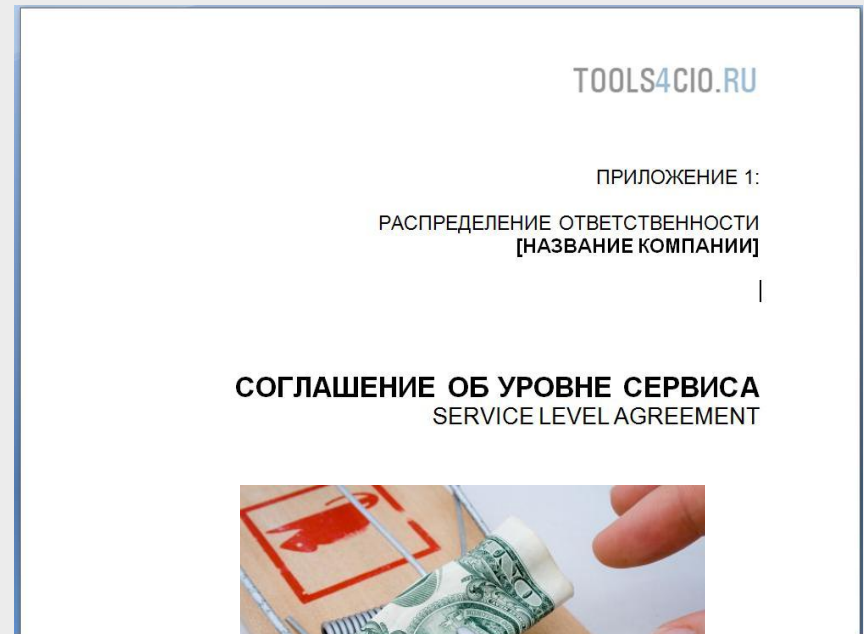 TOOLS4CIO.RU
ПРИЛОЖЕНИЕ 1:
РАСПРЕДЕЛЕНИЕ ОТВЕТСТВЕННОСТИ
[НАЗВАНИЕ КОМПАНИИ]
СОГЛАШЕНИЕ ОБ УРОВНЕ СЕРВИСА
SERVICE LEVEL AGREEMENT